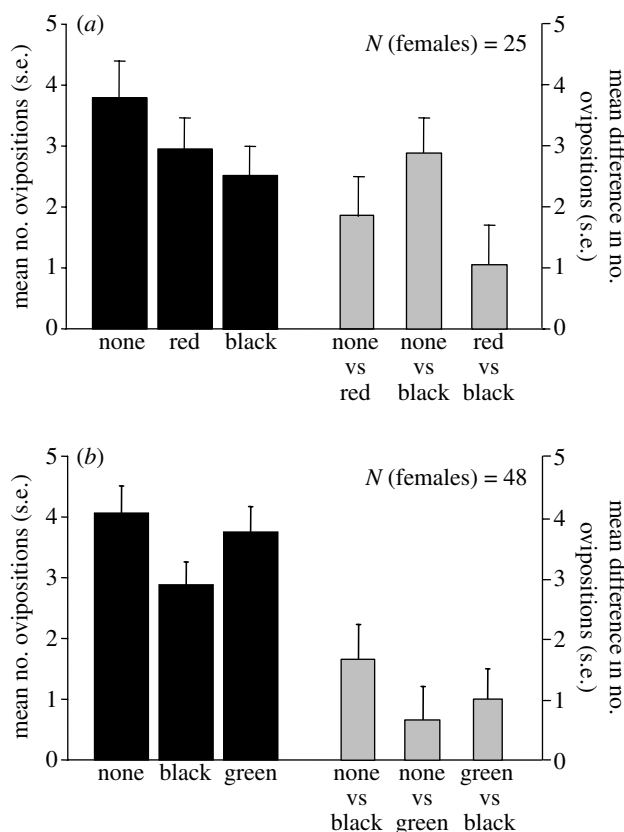 (a)
N (females) = 25
mean no. ovipositions (s.e.)
5
4
3
2
1
0
none red black
none vs red
none vs black
red vs black
5
4
3
2
1
0
mean difference in no.
ovipositions (s.e.)
(b)
N (females) = 48
mean no. ovipositions (s.e.)
5
4
3
2
1
0
none black green
none vs black
none vs green
green vs black
5
4
3
2
1
0
mean difference in no.
ovipositions (s.e.)